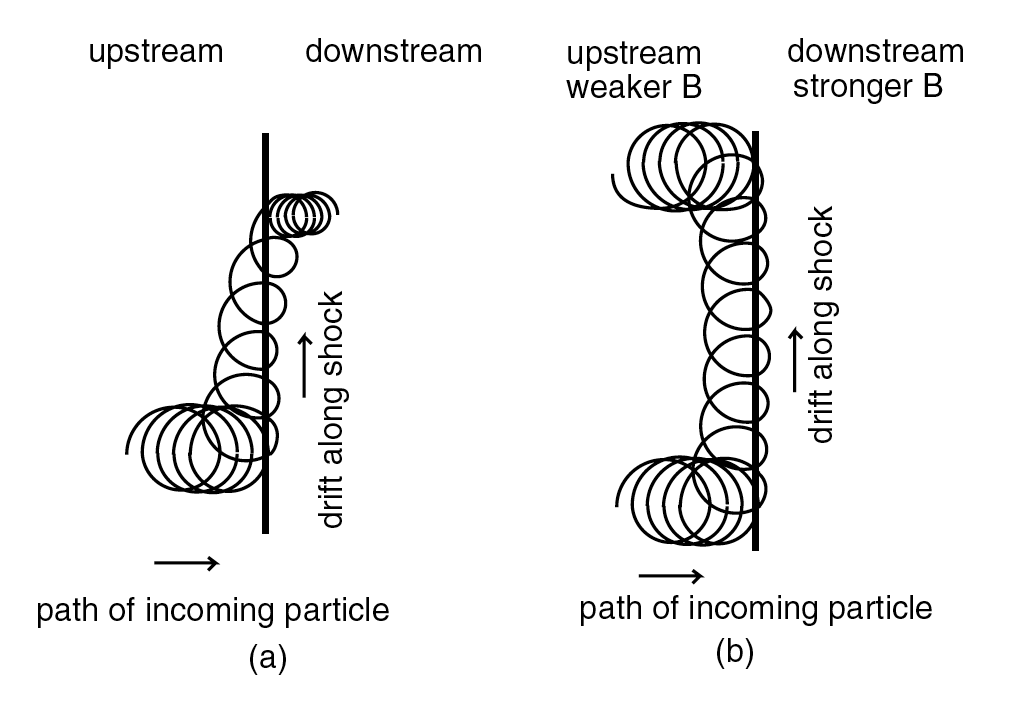 upstream
downstream
drift along shock
path of incoming particle
(a)
upstream
weaker B
downstream
stronger B
drift along shock
path of incoming particle
(b)